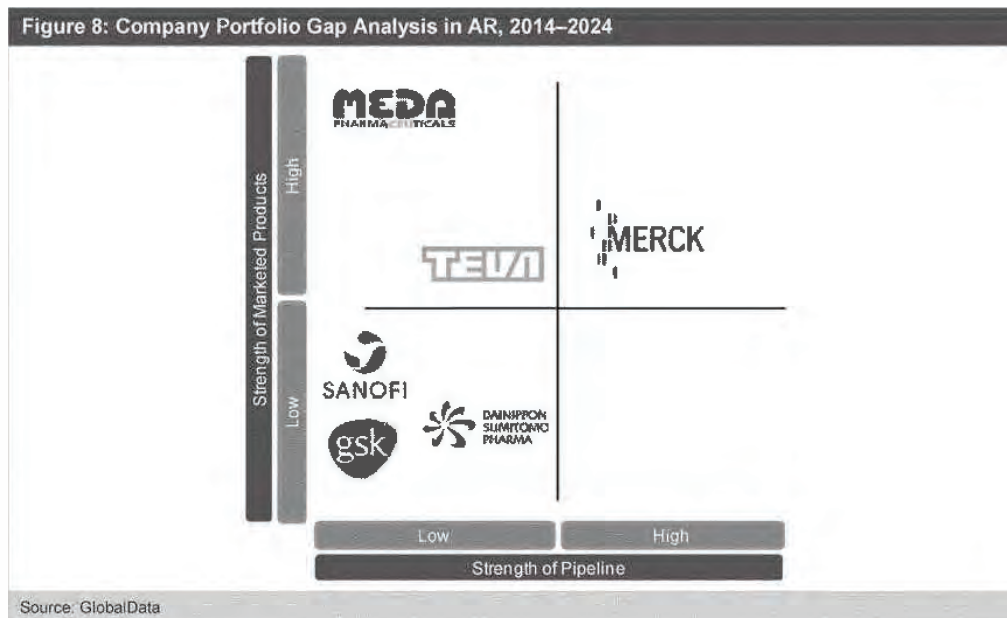 Figure 8: Company Portfolio Gap Analysis in AR, 2014–2024
Strength of Marketed Products
High
Low
MEDA
PHARMACEUTICALS
TEVA
MERCK
SANOFI
gsk
DAINIPPON
SUMITOMO
PHARMA
Low
High
Strength of Pipeline
Source: GlobalData